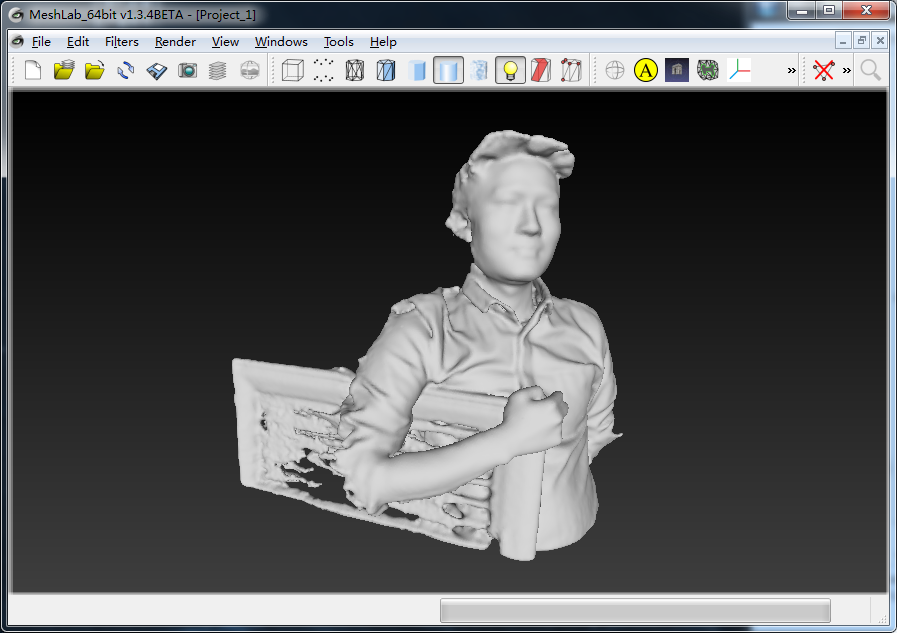 MeshLab_64bit v1.3.4BETA - [Project_1]
File Edit Filters Render View Windows Tools Help
A